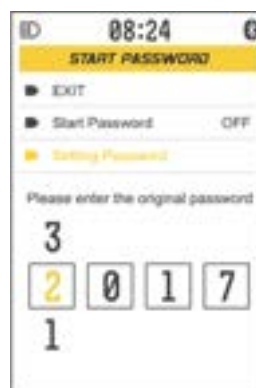 08:24
START PASSWORD
EXIT
Start Password OFF
Setting Password
Please enter the original password
3
2 0 1 7
1